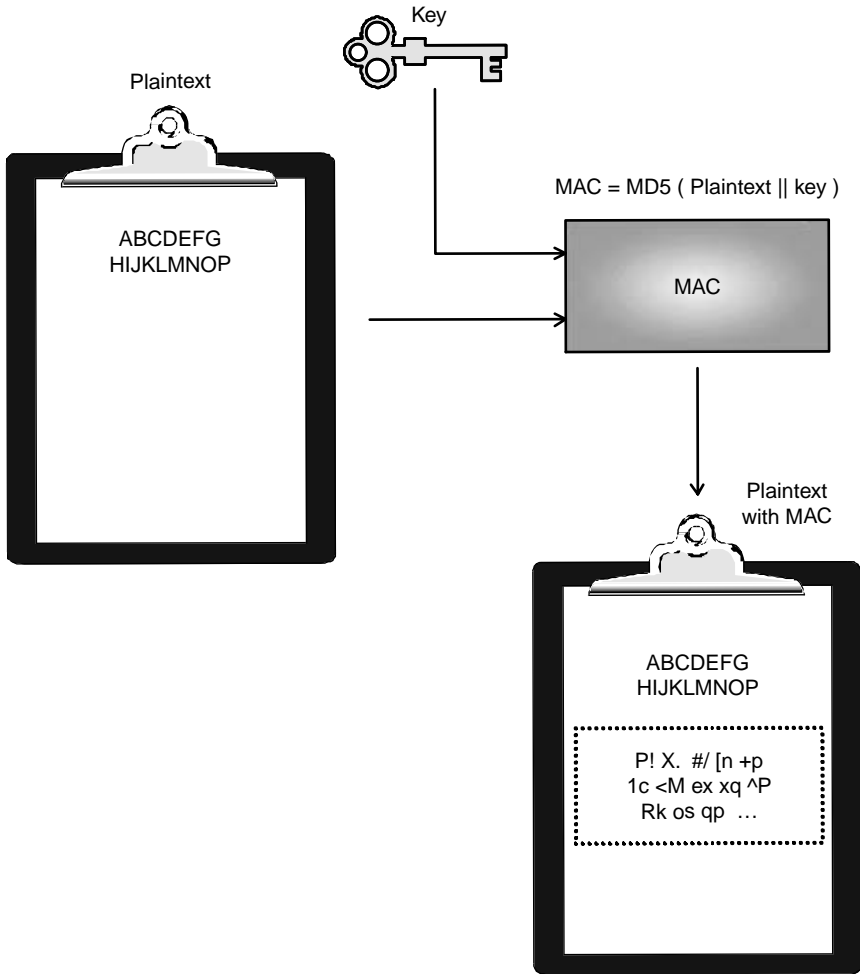 Key
Plaintext
MAC = MD5 ( Plaintext || key )
ABCDEFG
HIJKLMNOP
MAC
Plaintext
with MAC
ABCDEFG
HIJKLMNOP
P! X. #/ [n +p
1c <M ex xq ^P
Rk os qp …